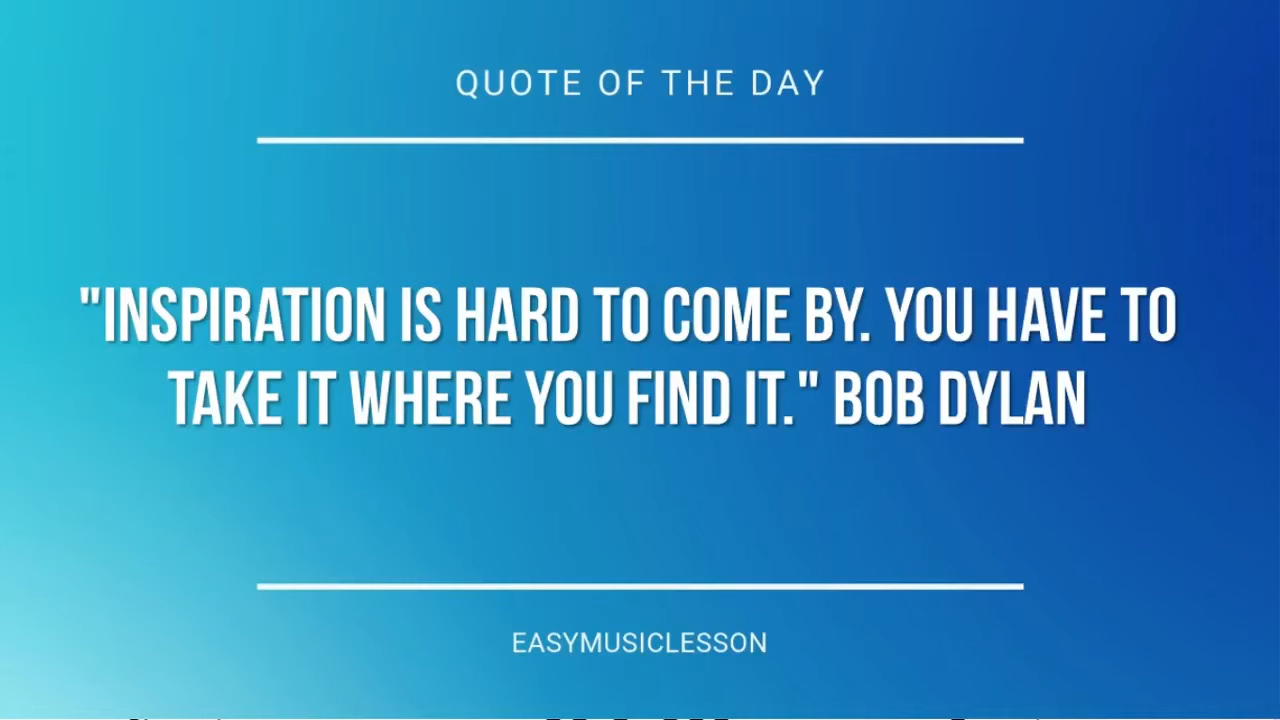 QUOTE OF THE DAY
"INSPIRATION IS HARD TO COME BY. YOU HAVE TO
TAKE IT WHERE YOU FIND IT." BOB DYLAN
EASYMUSICLESSON